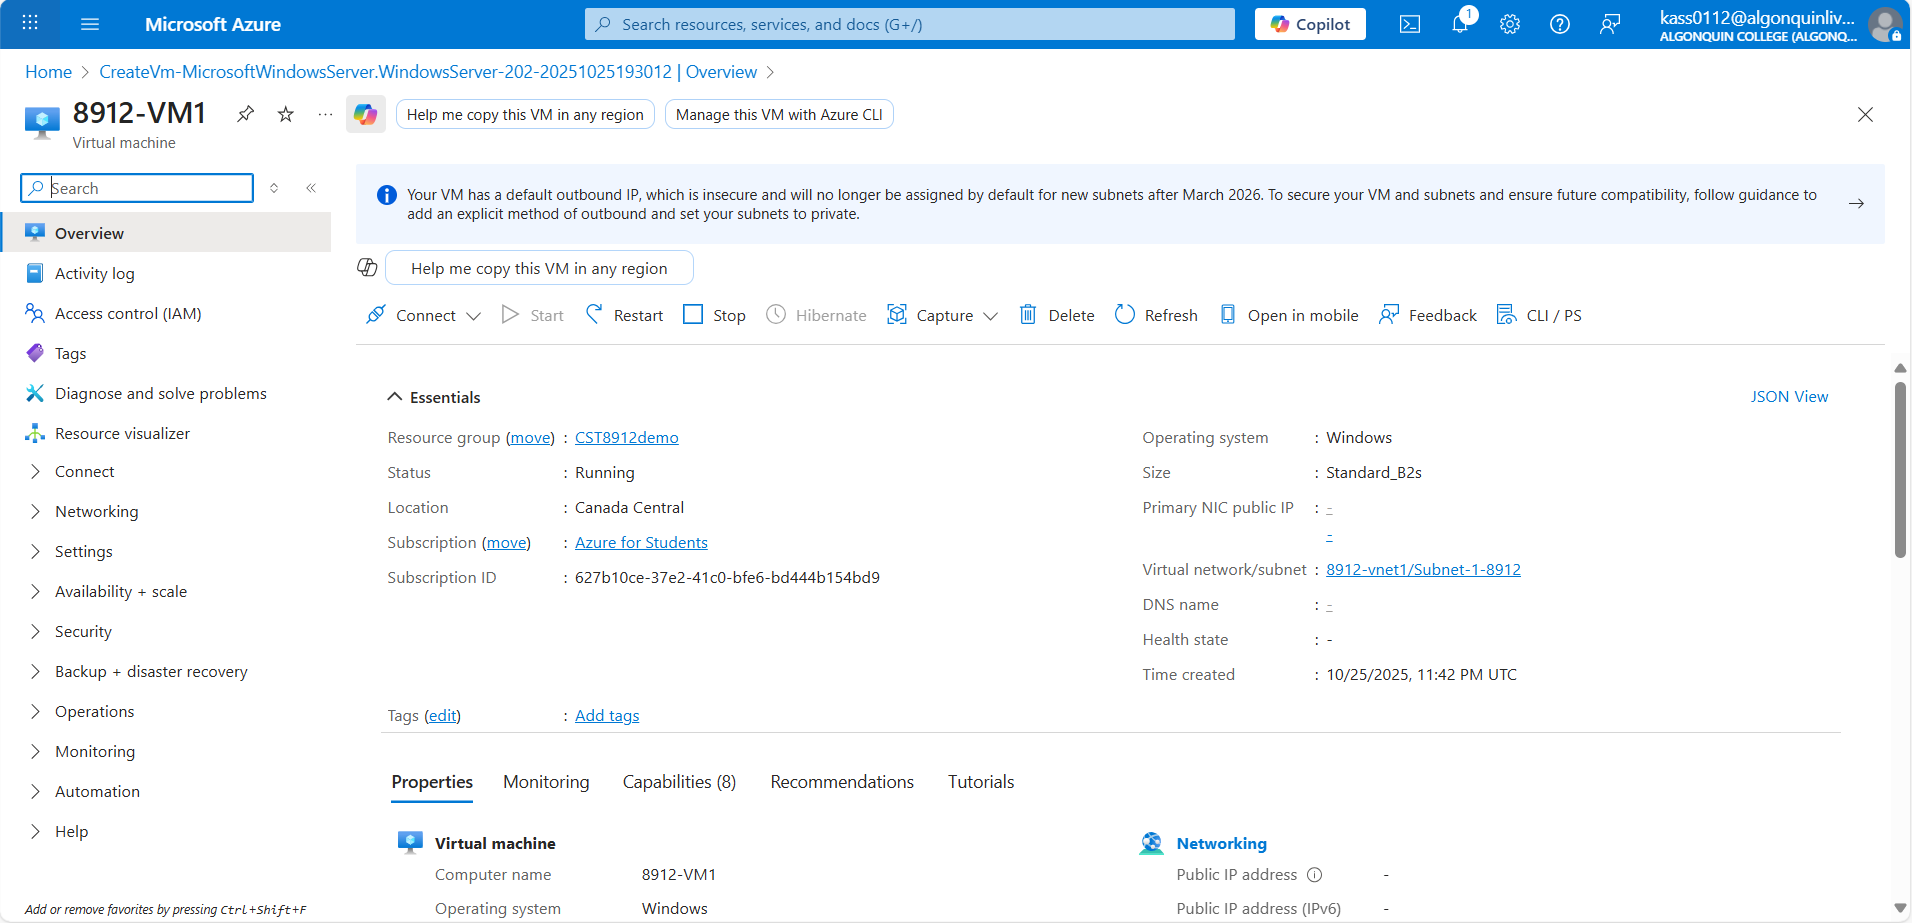 Microsoft Azure
Search resources, services, and docs (G+/)
Copilot
1
kass0112@algonquinliv...
ALGONQUIN COLLEGE (ALGONQ...
Home > CreateVm-MicrosoftWindowsServer.WindowsServer-202-20251025193012 | Overview >
8912-VM1
Virtual machine
Help me copy this VM in any region
Manage this VM with Azure CLI
Search
Overview
Activity log
Access control (IAM)
Tags
Diagnose and solve problems
Resource visualizer
Connect
Networking
Settings
Availability + scale
Security
Backup + disaster recovery
Operations
Monitoring
Automation
Help
Add or remove favorites by pressing Ctrl+Shift+F
Your VM has a default outbound IP, which is insecure and will no longer be assigned by default for new subnets after March 2026. To secure your VM and subnets and ensure future compatibility, follow guidance to
add an explicit method of outbound and set your subnets to private.
Help me copy this VM in any region
Connect Start Restart Stop Hibernate Capture Delete Refresh Open in mobile Feedback CLI / PS
Essentials
JSON View
Resource group (move) : CST8912demo
Status : Running
Location : Canada Central
Subscription (move) : Azure for Students
Subscription ID : 627b10ce-37e2-41c0-bfe6-bd444b154bd9
Operating system : Windows
Size : Standard_B2s
Primary NIC public IP : -
-
Virtual network/subnet : 8912-vnet1/Subnet-1-8912
DNS name : -
Health state : -
Time created : 10/25/2025, 11:42 PM UTC
Tags (edit) : Add tags
Properties Monitoring Capabilities (8) Recommendations Tutorials
Virtual machine
Computer name 8912-VM1
Operating system Windows
Networking
Public IP address -
Public IP address (IPv6) -